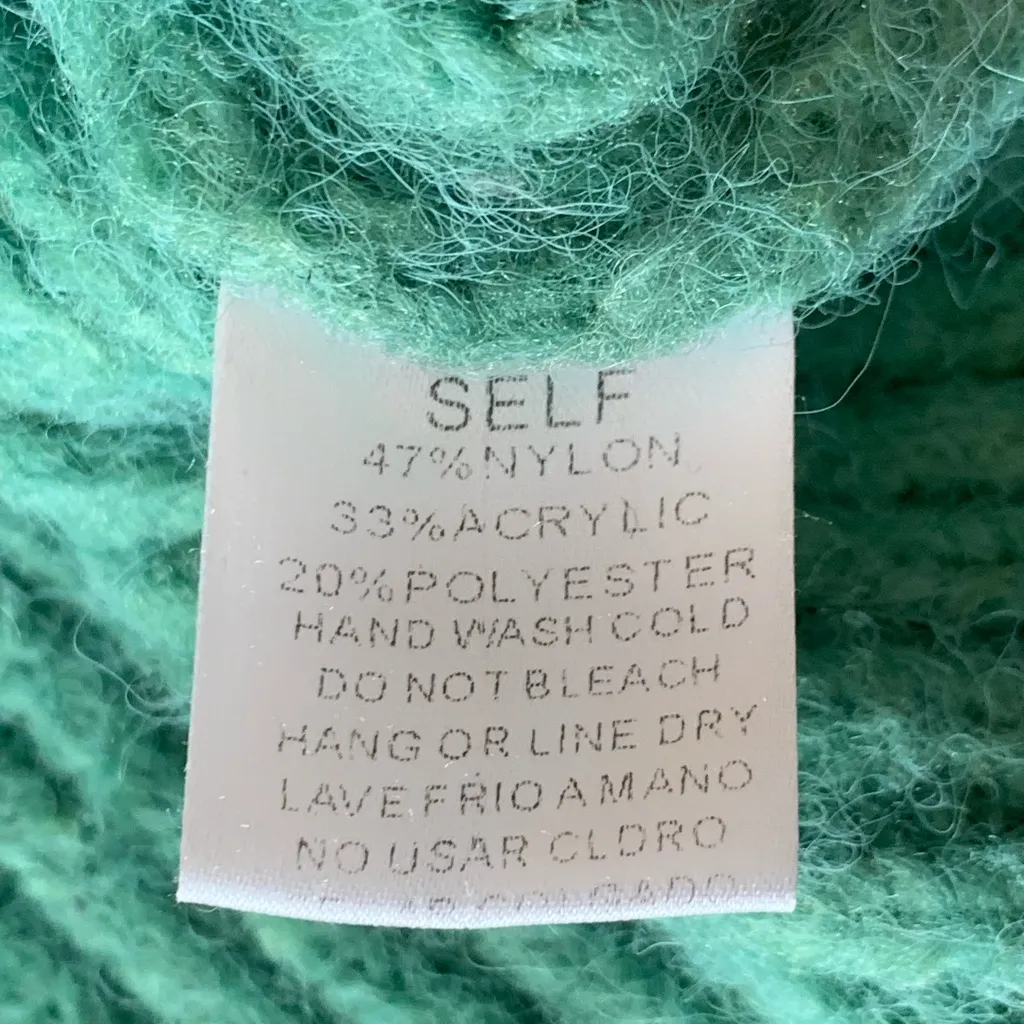 SELF
47%NYLON
33%ACRYLIC
20%POLYESTER
HAND WASH COLD
DO NOT BLEACH
HANG OR LINE DRY
LAVE FRIO A MANO
NO USAR CLORO
COLGADO